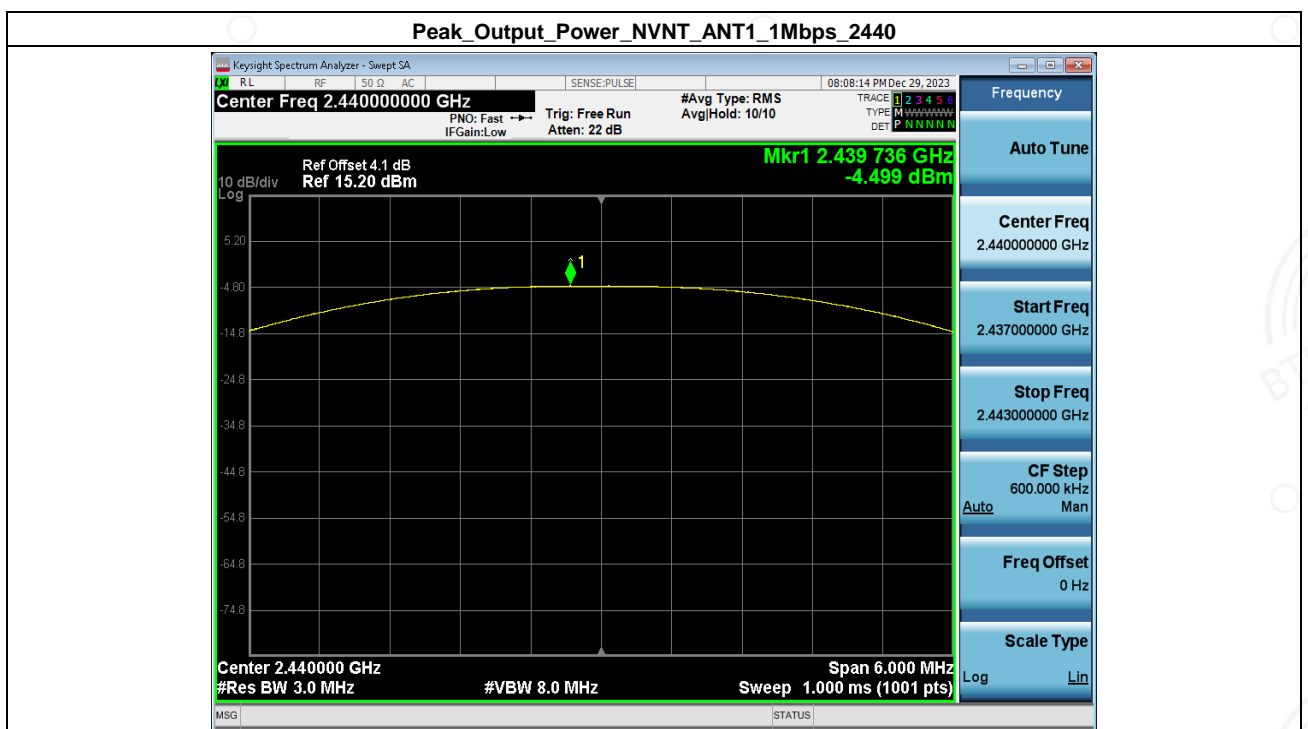 Peak_Output_Power_NVNT_ANT1_1Mbps_2440
Keysight Spectrum Analyzer - Swept SA
LXI RL RF 50 Ω AC SENSE:PULSE 08:08:14 PM Dec 29, 2023
Center Freq 2.440000000 GHz
PNO: Fast
IFGain:Low
Trig: Free Run
Atten: 22 dB
#Avg Type: RMS
Avg|Hold: 10/10
TRACE 1 2 3 4 5 6
TYPE M WWWWW
DET P N N N N N
Ref Offset 4.1 dB
10 dB/div Ref 15.20 dBm
Log
Mkr1 2.439 736 GHz
-4.499 dBm
1
5.20
-4.80
-14.8
-24.8
-34.8
-44.8
-54.8
-64.8
-74.8
Center 2.440000 GHz
Span 6.000 MHz
#Res BW 3.0 MHz
#VBW 8.0 MHz
Sweep 1.000 ms (1001 pts)
MSG
STATUS
Frequency
Auto Tune
Center Freq
2.440000000 GHz
Start Freq
2.437000000 GHz
Stop Freq
2.443000000 GHz
CF Step
600.000 kHz
Auto Man
Freq Offset
0 Hz
Scale Type
Log Lin